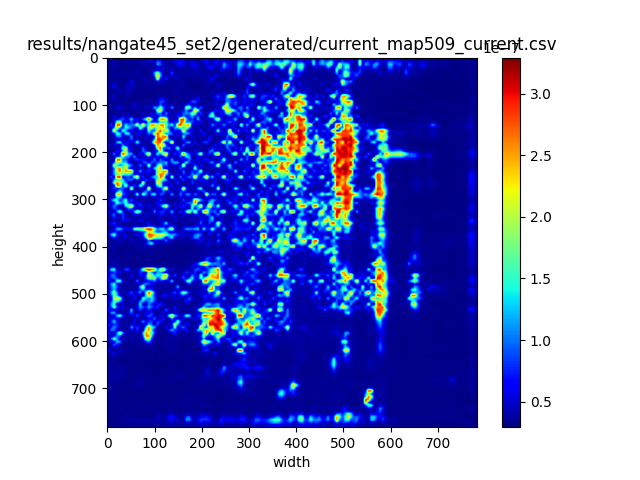 results/nangate45_set2/generated/current_map509_current.csv
1e−7
0
100
200
300
400
500
600
700
height
0 100 200 300 400 500 600 700
width
3.0
2.5
2.0
1.5
1.0
0.5